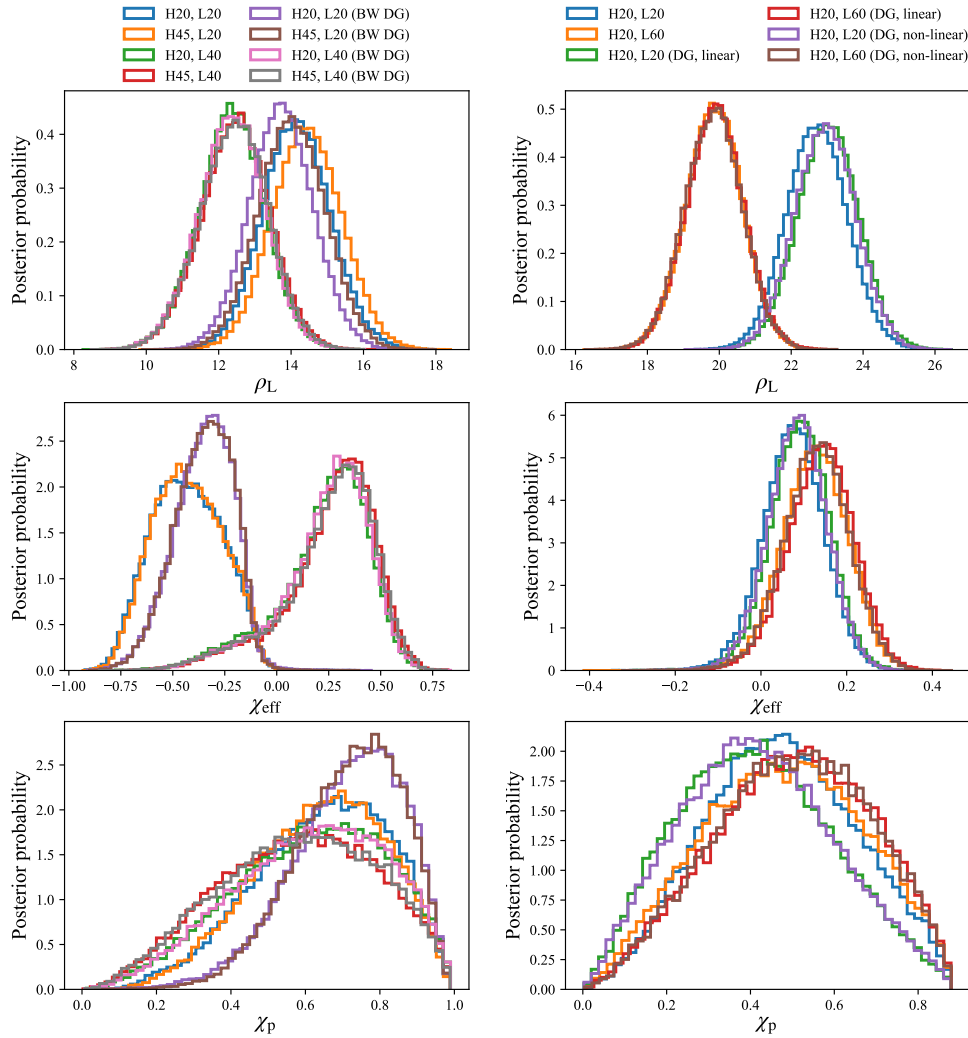 H20, L20
H45, L20
H20, L40
H45, L40
H20, L20 (BW DG)
H45, L20 (BW DG)
H20, L40 (BW DG)
H45, L40 (BW DG)
H20, L20
H20, L60
H20, L20 (DG, linear)
H20, L60 (DG, linear)
H20, L20 (DG, non-linear)
H20, L60 (DG, non-linear)
Posterior probability
0.4
0.3
0.2
0.1
0.0
8 10 12 14 16 18
ρL
Posterior probability
0.5
0.4
0.3
0.2
0.1
0.0
16 18 20 22 24 26
ρL
Posterior probability
2.5
2.0
1.5
1.0
0.5
0.0
−1.00 −0.75 −0.50 −0.25 0.00 0.25 0.50 0.75
χeff
Posterior probability
6
5
4
3
2
1
0
−0.4 −0.2 0.0 0.2 0.4
χeff
Posterior probability
2.5
2.0
1.5
1.0
0.5
0.0
0.0 0.2 0.4 0.6 0.8 1.0
χp
Posterior probability
2.00
1.75
1.50
1.25
1.00
0.75
0.50
0.25
0.00
0.0 0.2 0.4 0.6 0.8
χp